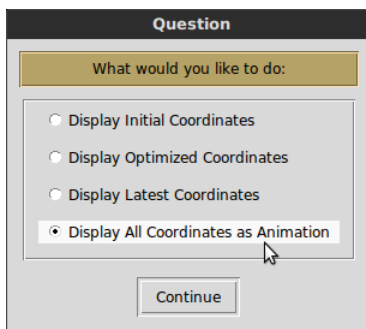 Question
What would you like to do:
Display Initial Coordinates
Display Optimized Coordinates
Display Latest Coordinates
Display All Coordinates as Animation
Continue